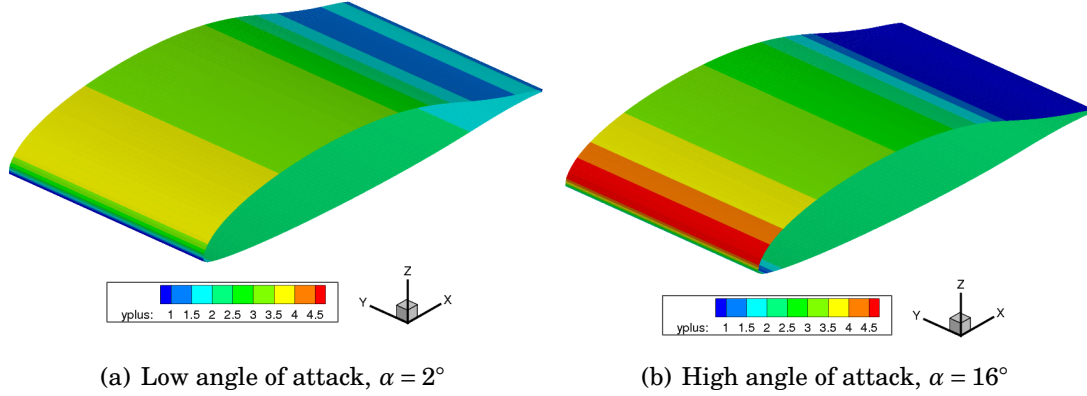 Z
Y
X
1 1.5 2 2.5 3 3.5 4 4.5
yplus:
(a) Low angle of attack, α = 2°
Z
Y
X
1 1.5 2 2.5 3 3.5 4 4.5
yplus:
(b) High angle of attack, α = 16°